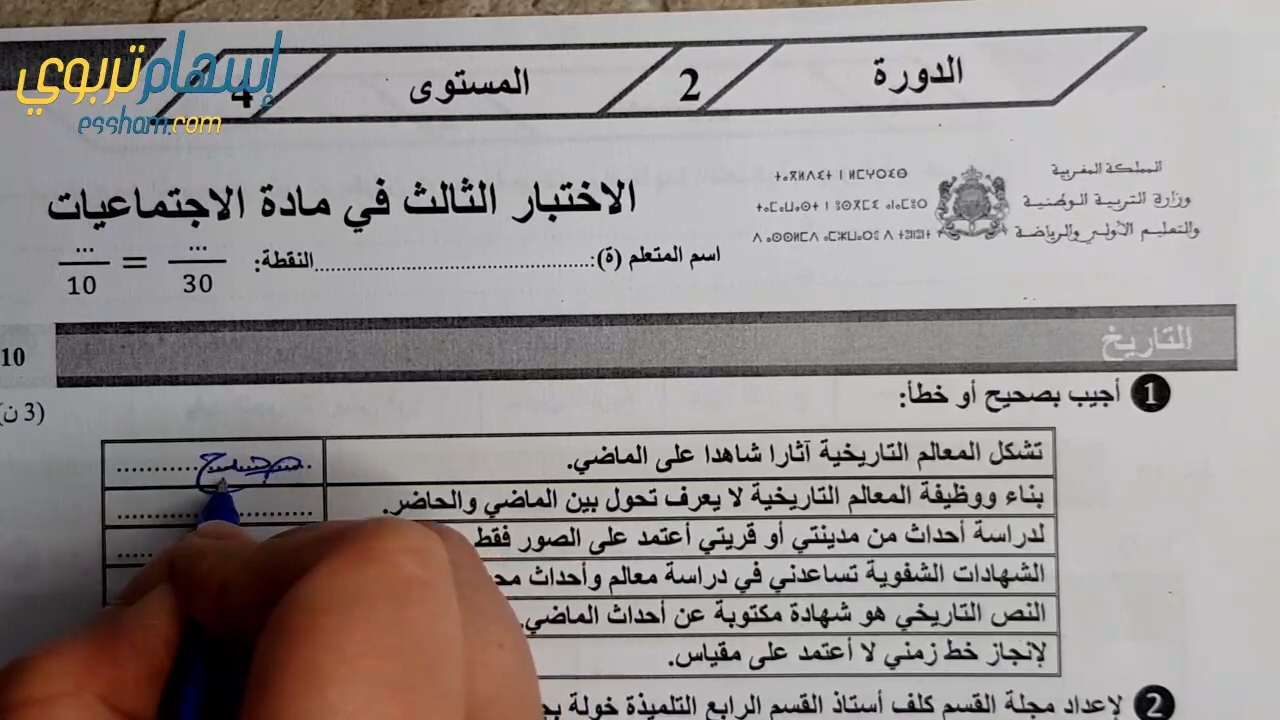 إسهام تربوي
essham.com
الدورة 2 المستوى 4
المملكة المغربية
وزارة التربية الوطنية
والتعليم الأولي والرياضة
ⵜⴰⴳⵍⴷⵉⵜ ⵏ ⵍⵎⵖⵔⵉⴱ
الاختبار الثالث في مادة الاجتماعيات
اسم المتعلم (ة):.......................................النقطة: ... / 30 = ... / 10
التاريخ
10
1 أجيب بصحيح أو خطأ:
(3 ن)
تشكل المعالم التاريخية آثارا شاهدا على الماضي. صحيح
بناء ووظيفة المعالم التاريخية لا يعرف تحول بين الماضي والحاضر.
لدراسة أحداث من مدينتي أو قريتي أعتمد على الصور فقط
الشهادات الشفوية تساعدني في دراسة معالم وأحداث
النص التاريخي هو شهادة مكتوبة عن أحداث الماضي.
لإنجاز خط زمني لا أعتمد على مقياس.
2 لإعداد مجلة القسم كلف أستاذ القسم الرابع التلميذة خولة